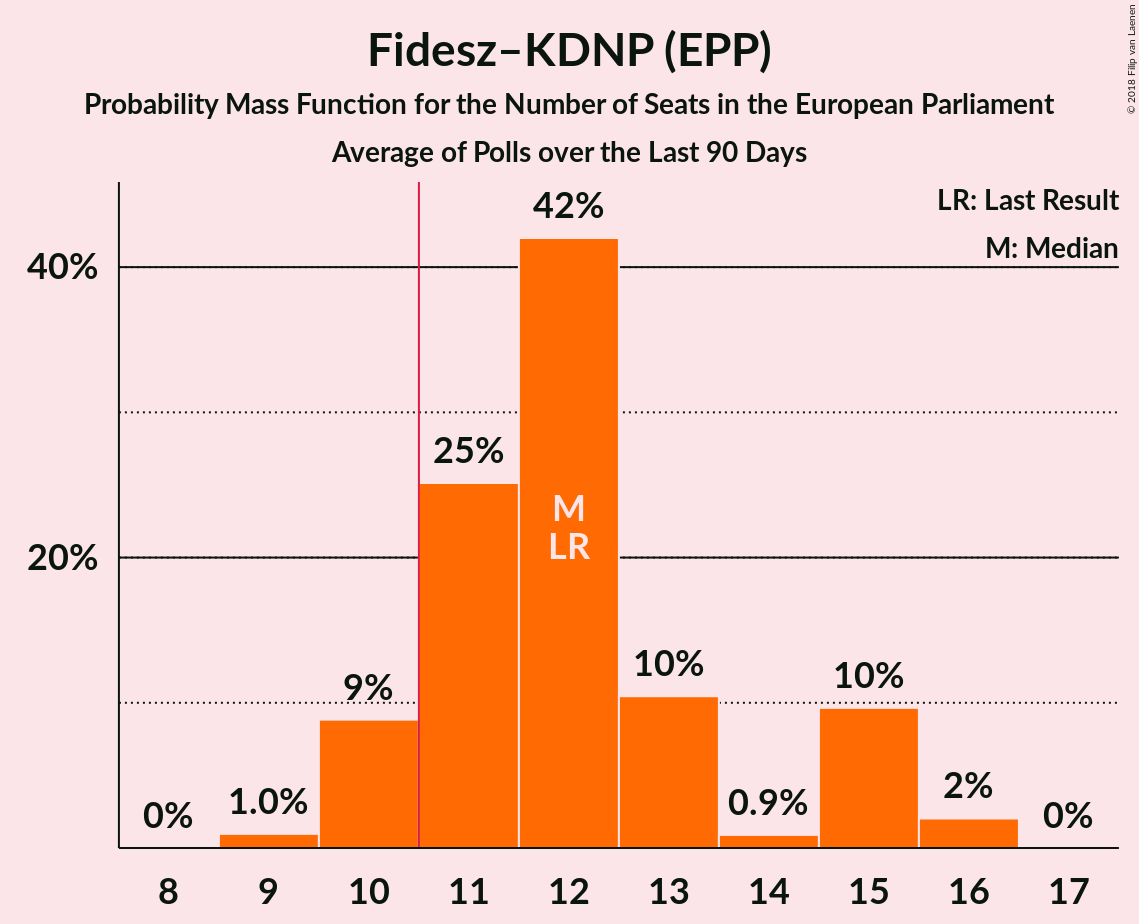 Fidesz–KDNP (EPP)
Probability Mass Function for the Number of Seats in the European Parliament
Average of Polls over the Last 90 Days
© 2018 Filip van Laenen
LR: Last Result
M: Median
40%
20%
0%
1.0%
9%
25%
42%
M
LR
10%
0.9%
10%
2%
0%
8 9 10 11 12 13 14 15 16 17